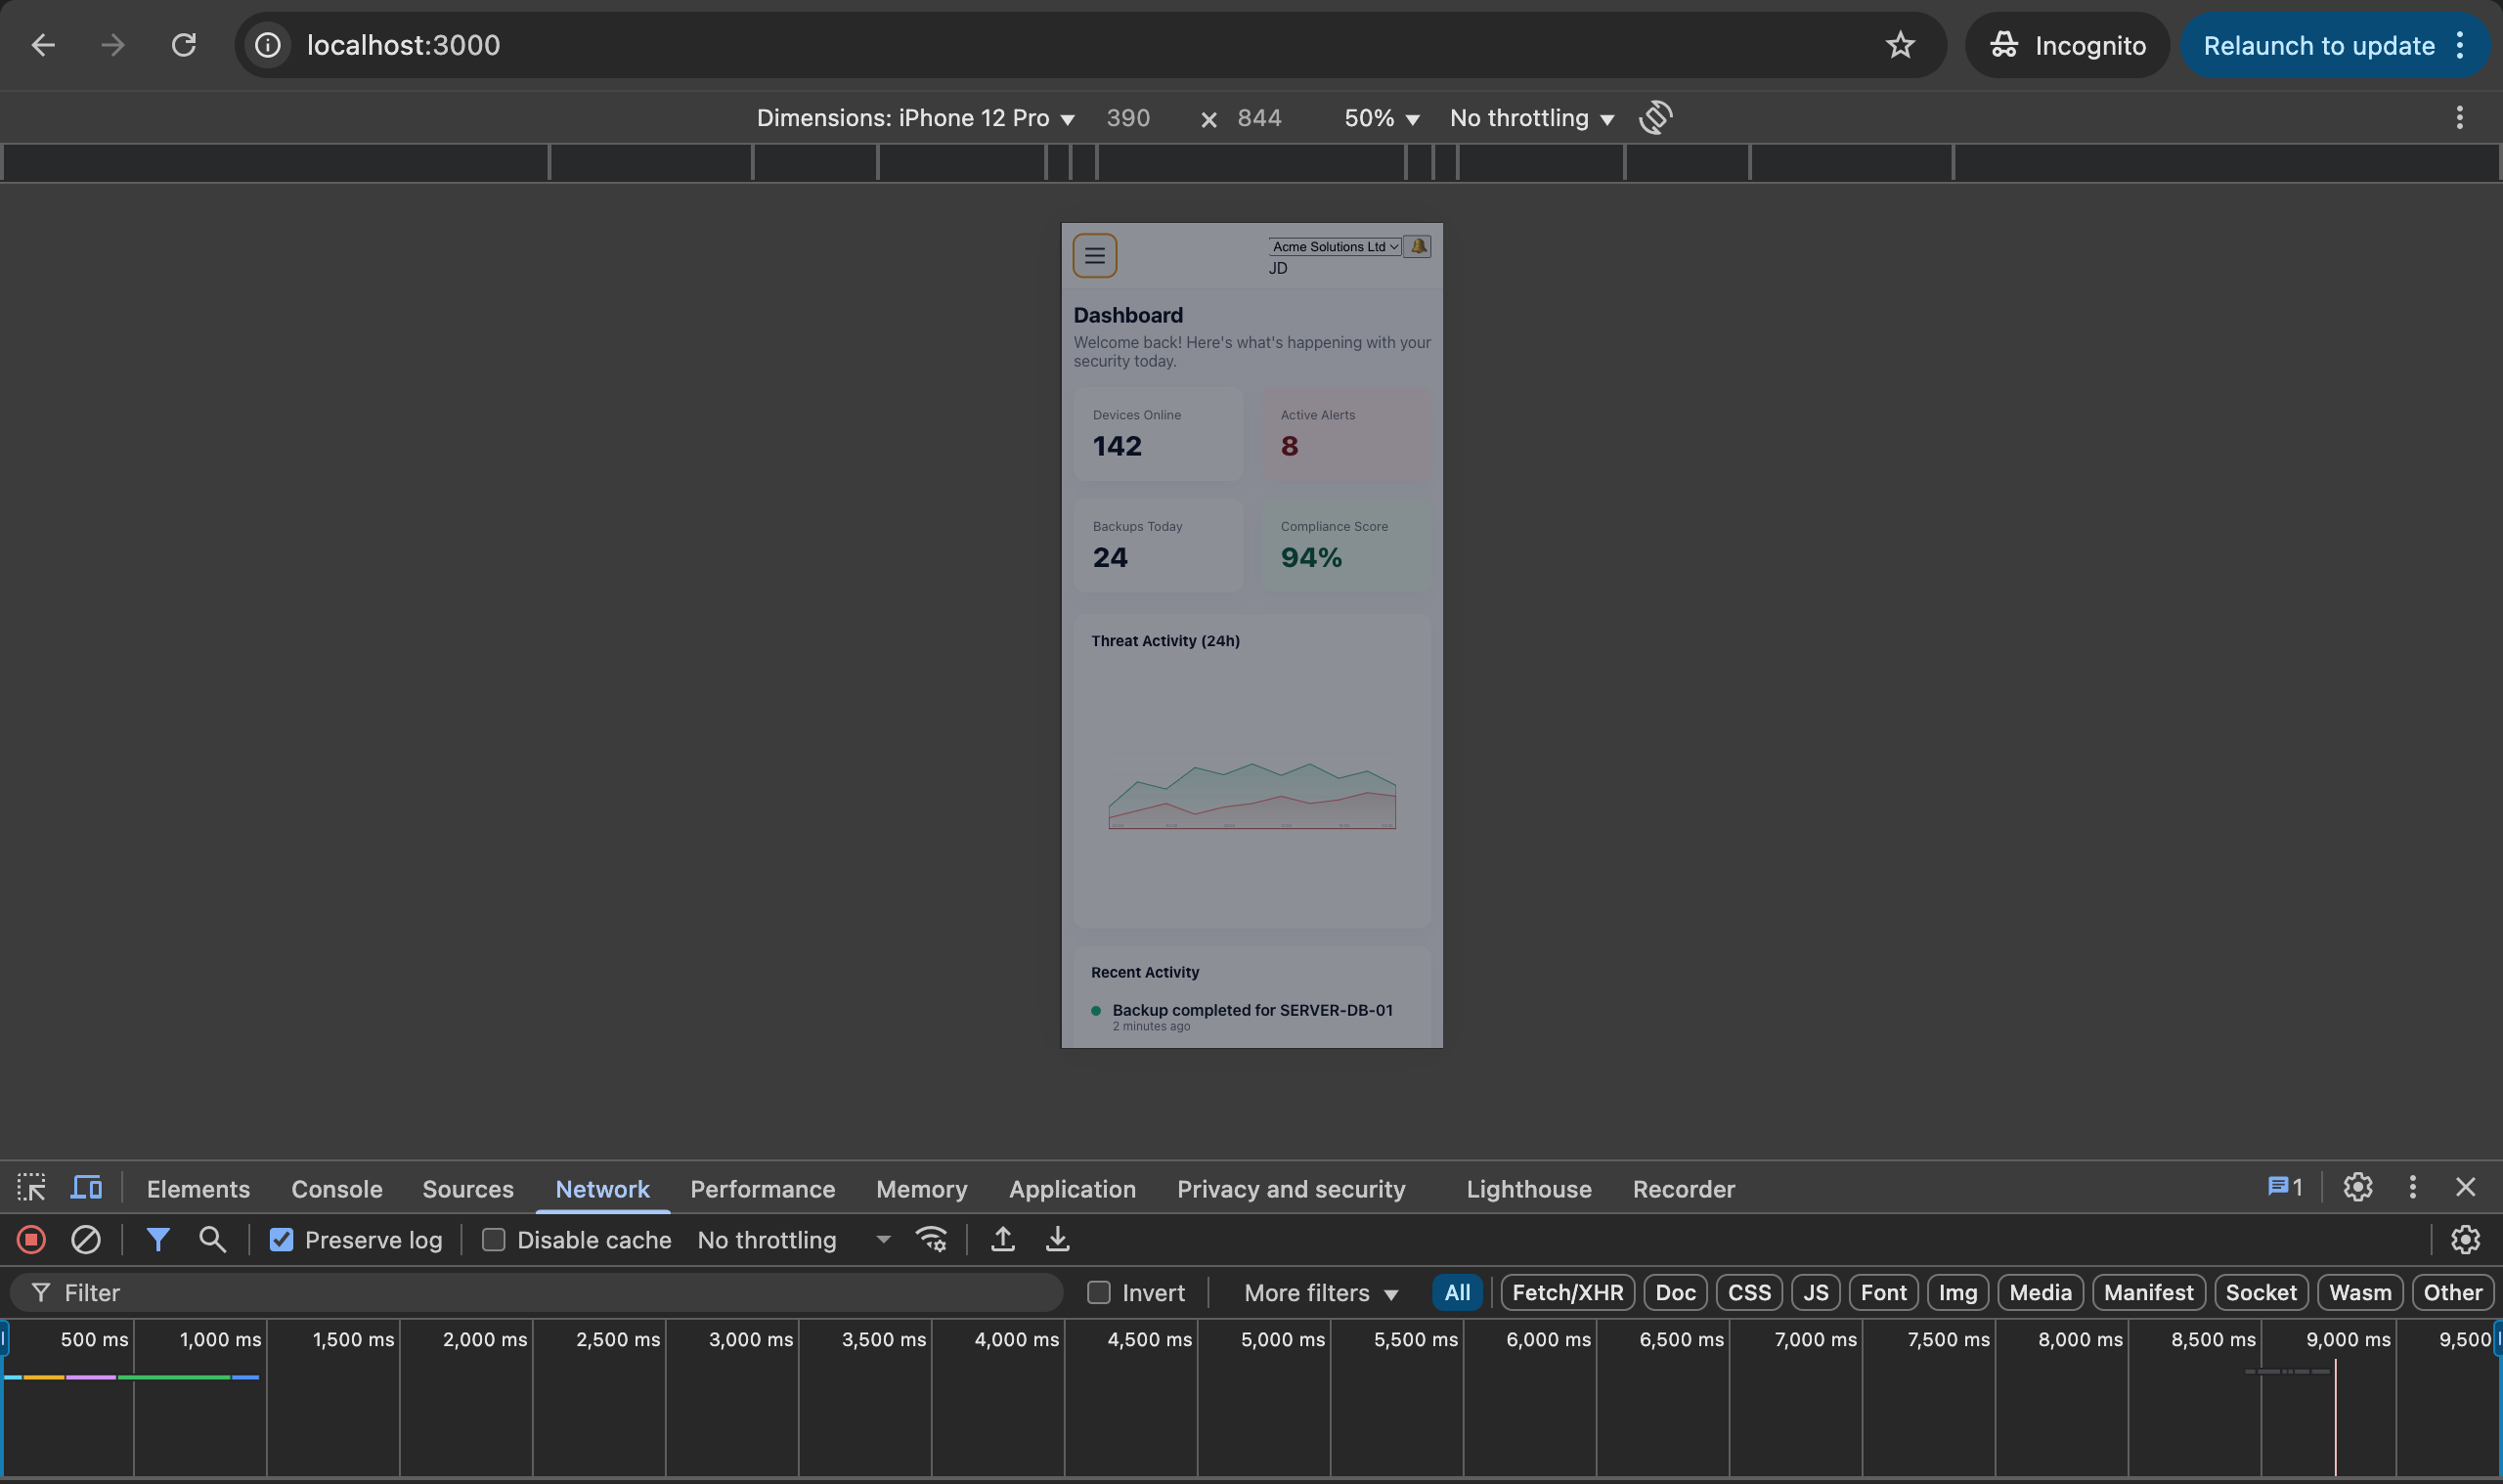 localhost:3000
Incognito
Relaunch to update
Dimensions: iPhone 12 Pro 390 × 844 50% No throttling
Acme Solutions Ltd
JD
Dashboard
Welcome back! Here's what's happening with your
security today.
Devices Online
142
Active Alerts
8
Backups Today
24
Compliance Score
94%
Threat Activity (24h)
Recent Activity
Backup completed for SERVER-DB-01
2 minutes ago
Elements Console Sources Network Performance Memory Application Privacy and security Lighthouse Recorder 1
Preserve log Disable cache No throttling
Filter Invert More filters All Fetch/XHR Doc CSS JS Font Img Media Manifest Socket Wasm Other
500 ms 1,000 ms 1,500 ms 2,000 ms 2,500 ms 3,000 ms 3,500 ms 4,000 ms 4,500 ms 5,000 ms 5,500 ms 6,000 ms 6,500 ms 7,000 ms 7,500 ms 8,000 ms 8,500 ms 9,000 ms 9,500